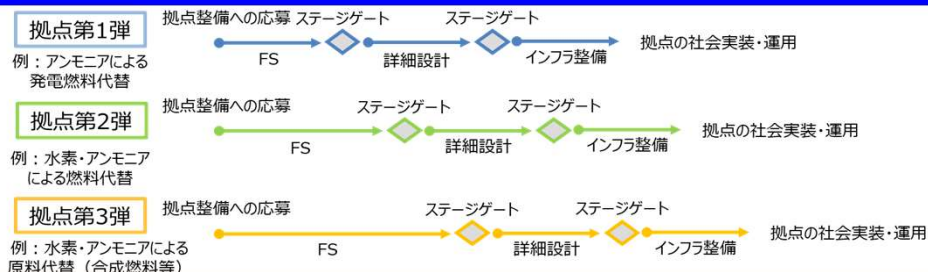 拠点第1弾
例：アンモニアによる
発電燃料代替
拠点整備への応募 ステージゲート ステージゲート
FS 詳細設計 インフラ整備 拠点の社会実装・運用
拠点第2弾
例：水素・アンモニア
による燃料代替
拠点整備への応募 ステージゲート ステージゲート
FS 詳細設計 インフラ整備 拠点の社会実装・運用
拠点第3弾
例：水素・アンモニアによる
原料代替（合成燃料等）
拠点整備への応募 ステージゲート ステージゲート
FS 詳細設計 インフラ整備 拠点の社会実装・運用